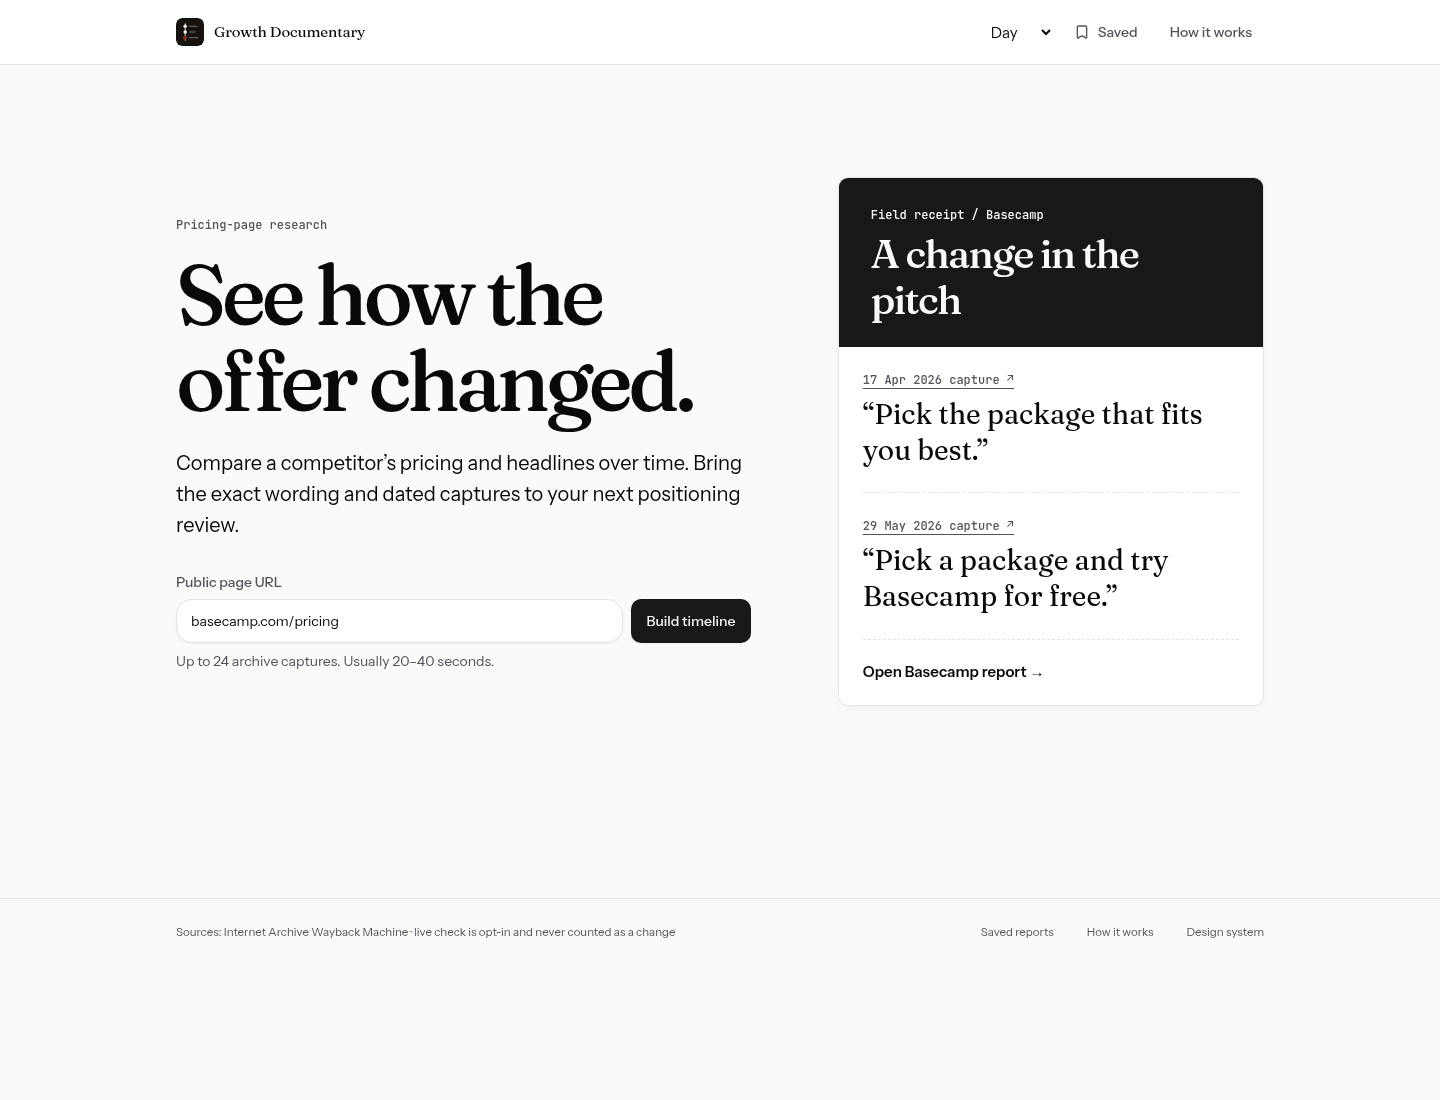 Growth Documentary
Day
Saved
How it works
Pricing-page research
See how the
offer changed.
Compare a competitor’s pricing and headlines over time. Bring
the exact wording and dated captures to your next positioning
review.
Public page URL
basecamp.com/pricing
Build timeline
Up to 24 archive captures. Usually 20–40 seconds.
Field receipt / Basecamp
A change in the
pitch
17 Apr 2026 capture ↗
“Pick the package that fits
you best.”
29 May 2026 capture ↗
“Pick a package and try
Basecamp for free.”
Open Basecamp report →
Sources: Internet Archive Wayback Machine · live check is opt-in and never counted as a change
Saved reports
How it works
Design system